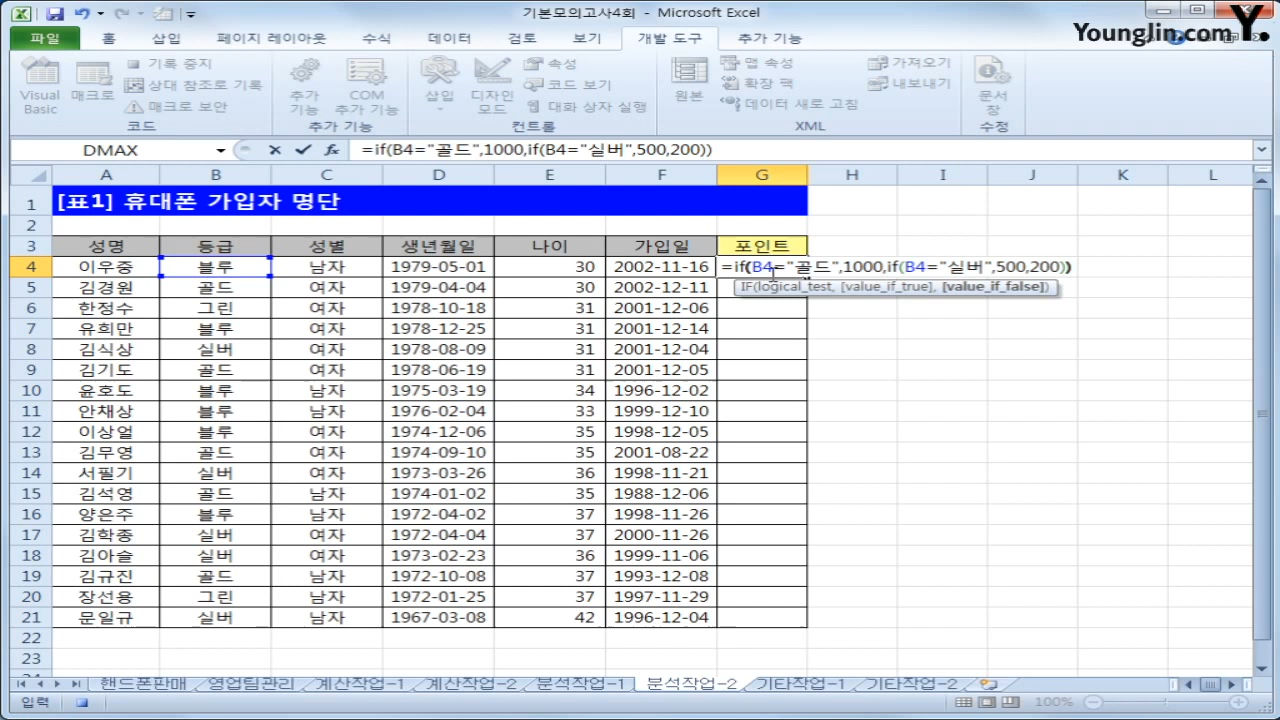 기본모의고사4회 - Microsoft Excel
Younglin.com Y.
파일 홈 삽입 페이지 레이아웃 수식 데이터 검토 보기 개발 도구 추가 기능
Visual Basic
매크로
기록 중지
상대 참조로 기록
매크로 보안
코드
추가 기능
COM 추가 기능
추가 기능
삽입
디자인 모드
속성
코드 보기
대화 상자 실행
컨트롤
원본
맵 속성
확장 팩
데이터 새로 고침
가져오기
내보내기
XML
문서 창
수정
DMAX fx =if(B4="골드",1000,if(B4="실버",500,200))
A B C D E F G H I J K L
1 [표1] 휴대폰 가입자 명단
2
3 성명 등급 성별 생년월일 나이 가입일 포인트
4 이우중 블루 남자 1979-05-01 30 2002-11-16 =if(B4="골드",1000,if(B4="실버",500,200))
IF(logical_test, [value_if_true], [value_if_false])
5 김경원 골드 여자 1979-04-04 30 2002-12-11
6 한정수 그린 여자 1978-10-18 31 2001-12-06
7 유희만 블루 여자 1978-12-25 31 2001-12-14
8 김식상 실버 여자 1978-08-09 31 2001-12-04
9 김기도 골드 여자 1978-06-19 31 2001-12-05
10 윤호도 블루 남자 1975-03-19 34 1996-12-02
11 안채상 블루 남자 1976-02-04 33 1999-12-10
12 이상얼 블루 여자 1974-12-06 35 1998-12-05
13 김무영 골드 여자 1974-09-10 35 2001-08-22
14 서필기 실버 여자 1973-03-26 36 1998-11-21
15 김석영 골드 남자 1974-01-02 35 1988-12-06
16 양은주 블루 남자 1972-04-02 37 1998-11-26
17 김학종 실버 여자 1972-04-04 37 2000-11-26
18 김아슬 실버 여자 1973-02-23 36 1999-11-06
19 김규진 골드 남자 1972-10-08 37 1993-12-08
20 장선용 그린 남자 1972-01-25 37 1997-11-29
21 문일규 실버 남자 1967-03-08 42 1996-12-04
22
23
핸드폰판매 영업팀관리 계산작업-1 계산작업-2 분석작업-1 분석작업-2 기타작업-1 기타작업-2
입력 100%